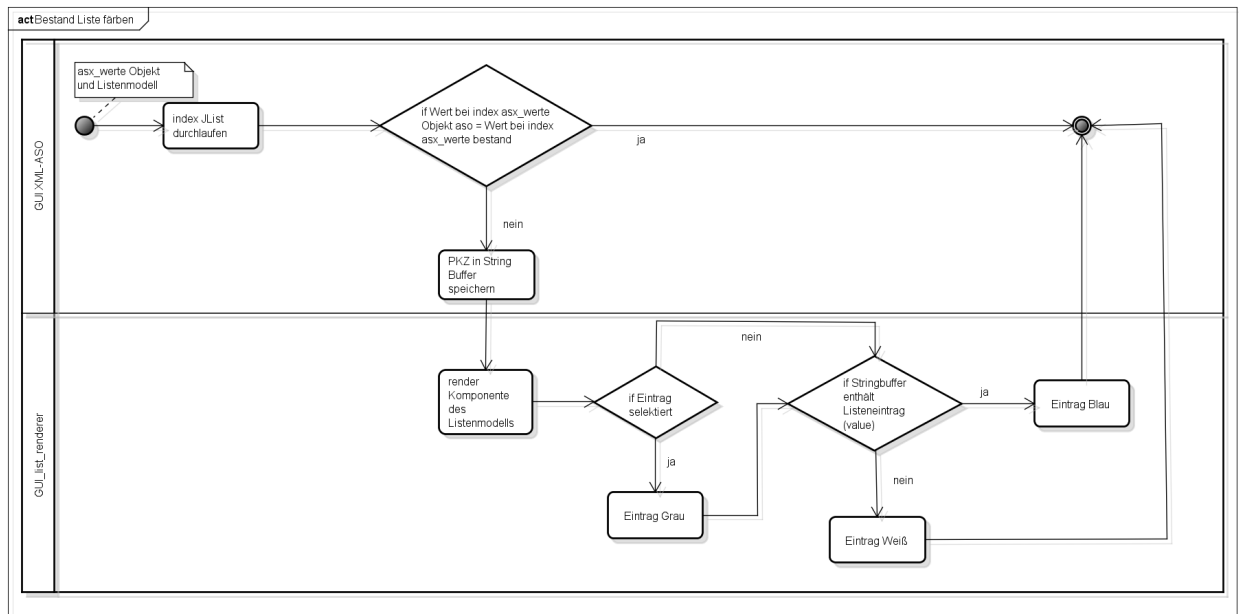 act Bestand Liste färben
GUI.XML-ASO
asx_werte Objekt
und Listenmodell
index JList
durchlaufen
if Wert bei index asx_werte
Objekt aso = Wert bei index
asx_werte bestand
ja
nein
PKZ in String
Buffer
speichern
GUI_list_renderer
render
Komponente
des
Listenmodells
if Eintrag
selektiert
nein
ja
Eintrag Grau
if Stringbuffer
enthält
Listeneintrag
(value)
ja
Eintrag Blau
nein
Eintrag Weiß